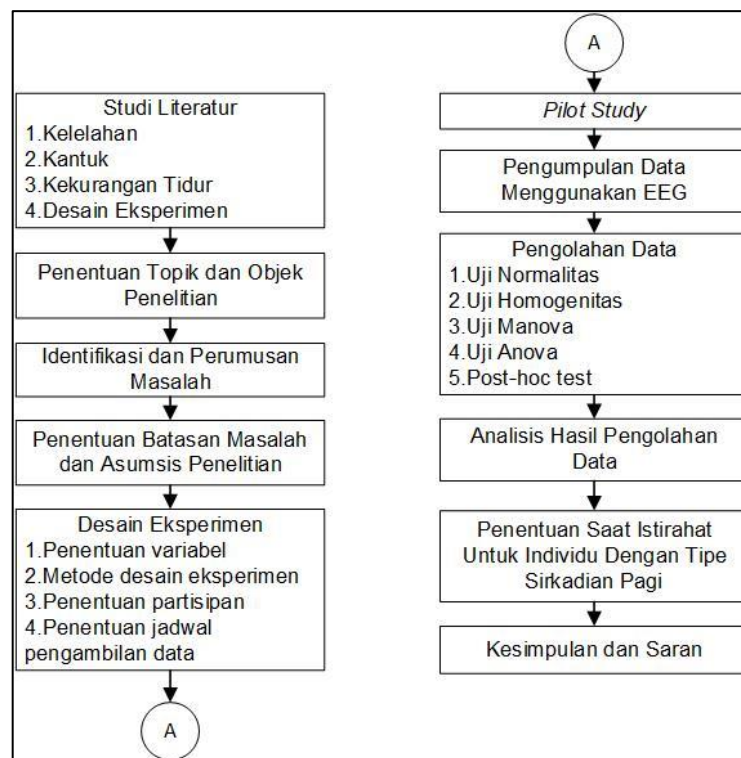 Studi Literatur
1.Kelelahan
2.Kantuk
3.Kekurangan Tidur
4.Desain Eksperimen
Penentuan Topik dan Objek
Penelitian
Identifikasi dan Perumusan
Masalah
Penentuan Batasan Masalah
dan Asumsis Penelitian
Desain Eksperimen
1.Penentuan variabel
2.Metode desain eksperimen
3.Penentuan partisipan
4.Penentuan jadwal
pengambilan data
A
A
Pilot Study
Pengumpulan Data
Menggunakan EEG
Pengolahan Data
1.Uji Normalitas
2.Uji Homogenitas
3.Uji Manova
4.Uji Anova
5.Post-hoc test
Analisis Hasil Pengolahan
Data
Penentuan Saat Istirahat
Untuk Individu Dengan Tipe
Sirkadian Pagi
Kesimpulan dan Saran